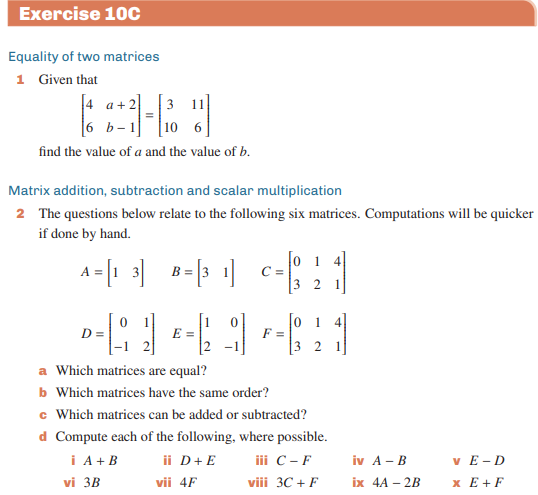 Exercise 10C
Equality of two matrices
1 Given that
[4 a + 2] = [3 11]
[6 b − 1] [10 6]
find the value of a and the value of b.
Matrix addition, subtraction and scalar multiplication
2 The questions below relate to the following six matrices. Computations will be quicker
if done by hand.
A = [1 3] B = [3 1] C = [0 1 4]
[3 2 1]
D = [0 1] E = [1 0] F = [0 1 4]
[−1 2] [2 −1] [3 2 1]
a Which matrices are equal?
b Which matrices have the same order?
c Which matrices can be added or subtracted?
d Compute each of the following, where possible.
i A + B ii D + E iii C − F iv A − B v E − D
vi 3B vii 4F viii 3C + F ix 4A − 2B x E + F